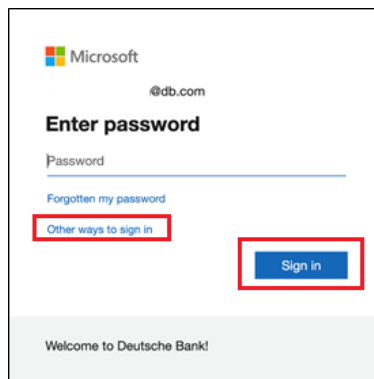 Microsoft
@db.com
Enter password
Password
Forgotten my password
Other ways to sign in
Sign in
Welcome to Deutsche Bank!